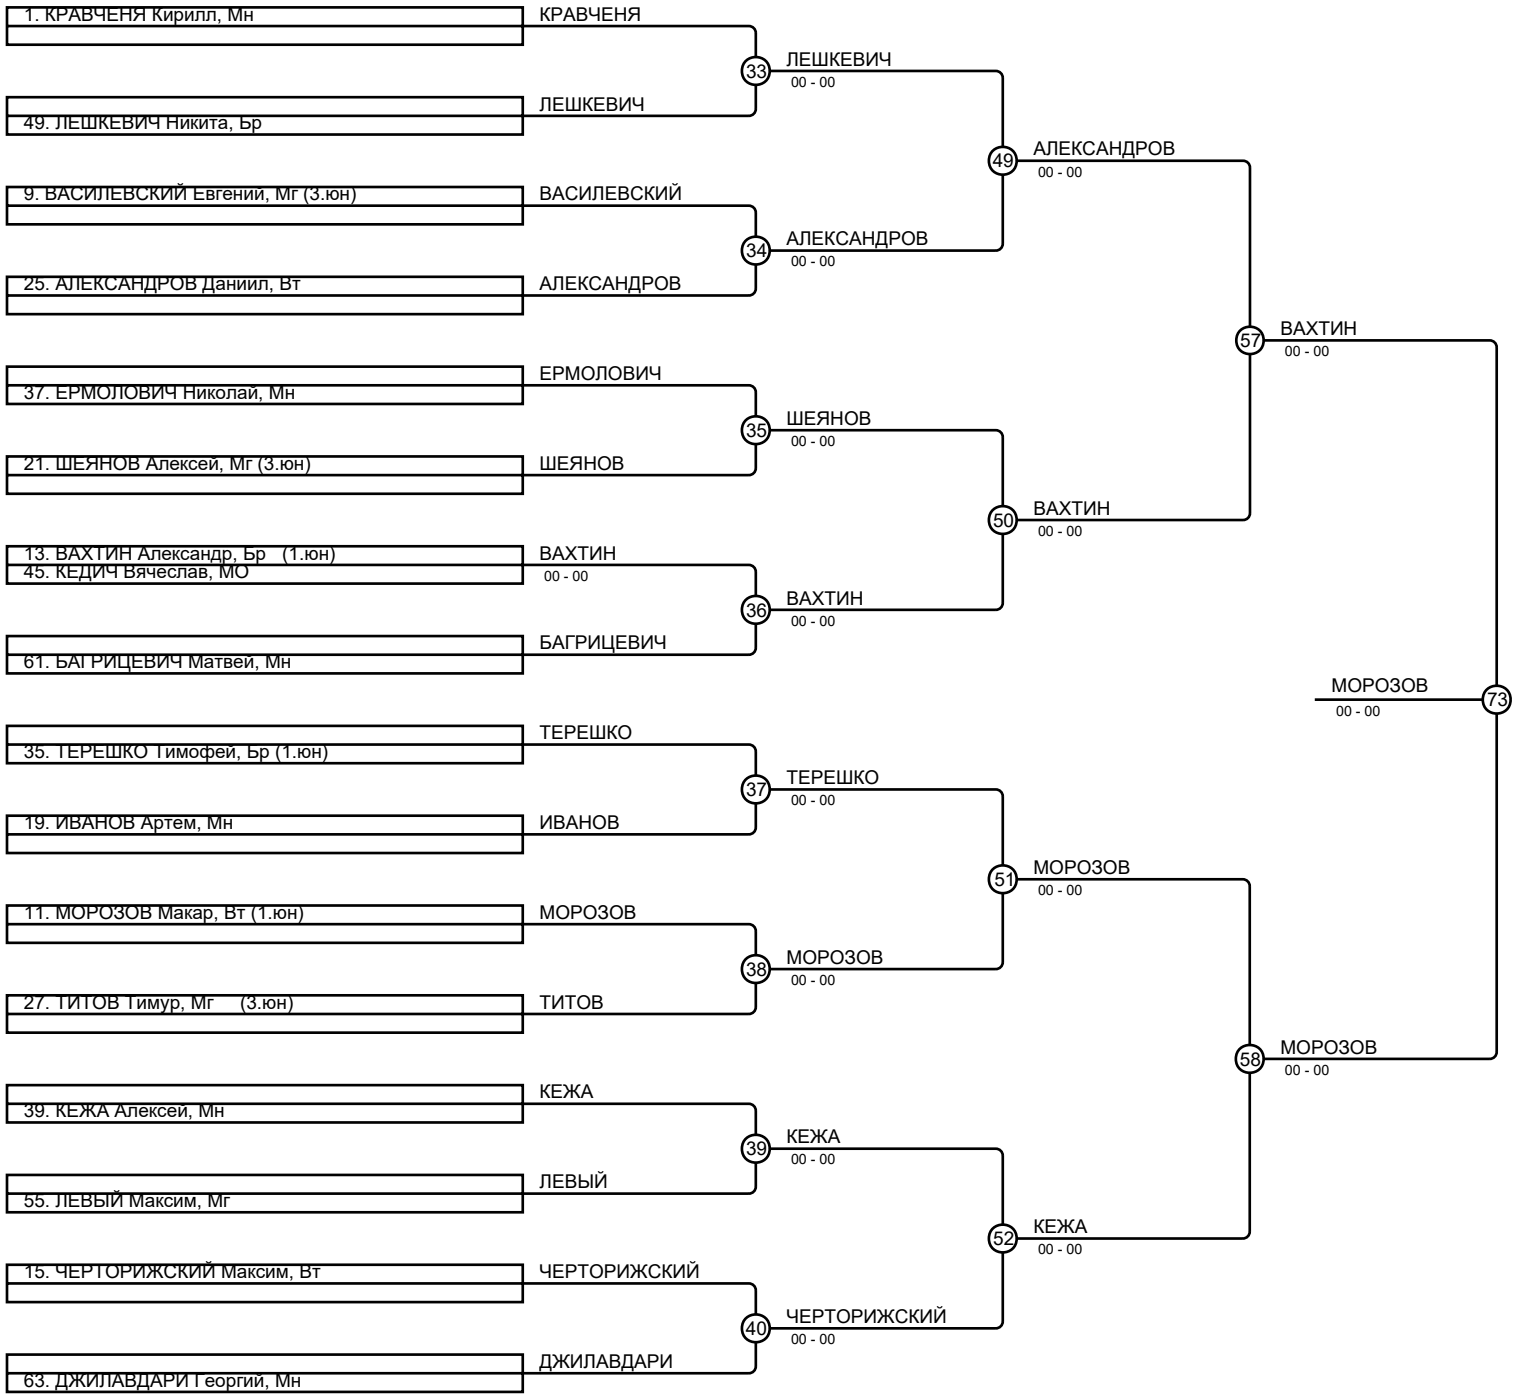 1. КРАВЧЕНЯ Кирилл, Мн
КРАВЧЕНЯ
33
ЛЕШКЕВИЧ
00 - 00
ЛЕШКЕВИЧ
49. ЛЕШКЕВИЧ Никита, Бр
49
АЛЕКСАНДРОВ
00 - 00
9. ВАСИЛЕВСКИЙ Евгений, Мг (3.юн)
ВАСИЛЕВСКИЙ
34
АЛЕКСАНДРОВ
00 - 00
25. АЛЕКСАНДРОВ Даниил, Вт
АЛЕКСАНДРОВ
57
ВАХТИН
00 - 00
ЕРМОЛОВИЧ
37. ЕРМОЛОВИЧ Николай, Мн
35
ШЕЯНОВ
00 - 00
21. ШЕЯНОВ Алексей, Мг (3.юн)
ШЕЯНОВ
50
ВАХТИН
00 - 00
13. ВАХТИН Александр, Бр (1.юн)
ВАХТИН
45. КЕДИЧ Вячеслав, МО
00 - 00
36
ВАХТИН
00 - 00
БАГРИЦЕВИЧ
61. БАГРИЦЕВИЧ Матвей, Мн
МОРОЗОВ
73
00 - 00
ТЕРЕШКО
35. ТЕРЕШКО Тимофей, Бр (1.юн)
37
ТЕРЕШКО
00 - 00
19. ИВАНОВ Артем, Мн
ИВАНОВ
51
МОРОЗОВ
00 - 00
11. МОРОЗОВ Макар, Вт (1.юн)
МОРОЗОВ
38
МОРОЗОВ
00 - 00
27. ТИТОВ Тимур, Мг (3.юн)
ТИТОВ
58
МОРОЗОВ
00 - 00
КЕЖА
39. КЕЖА Алексей, Мн
39
КЕЖА
00 - 00
ЛЕВЫЙ
55. ЛЕВЫЙ Максим, Мг
52
КЕЖА
00 - 00
15. ЧЕРТОРИЖСКИЙ Максим, Вт
ЧЕРТОРИЖСКИЙ
40
ЧЕРТОРИЖСКИЙ
00 - 00
ДЖИЛАВДАРИ
63. ДЖИЛАВДАРИ Георгий, Мн